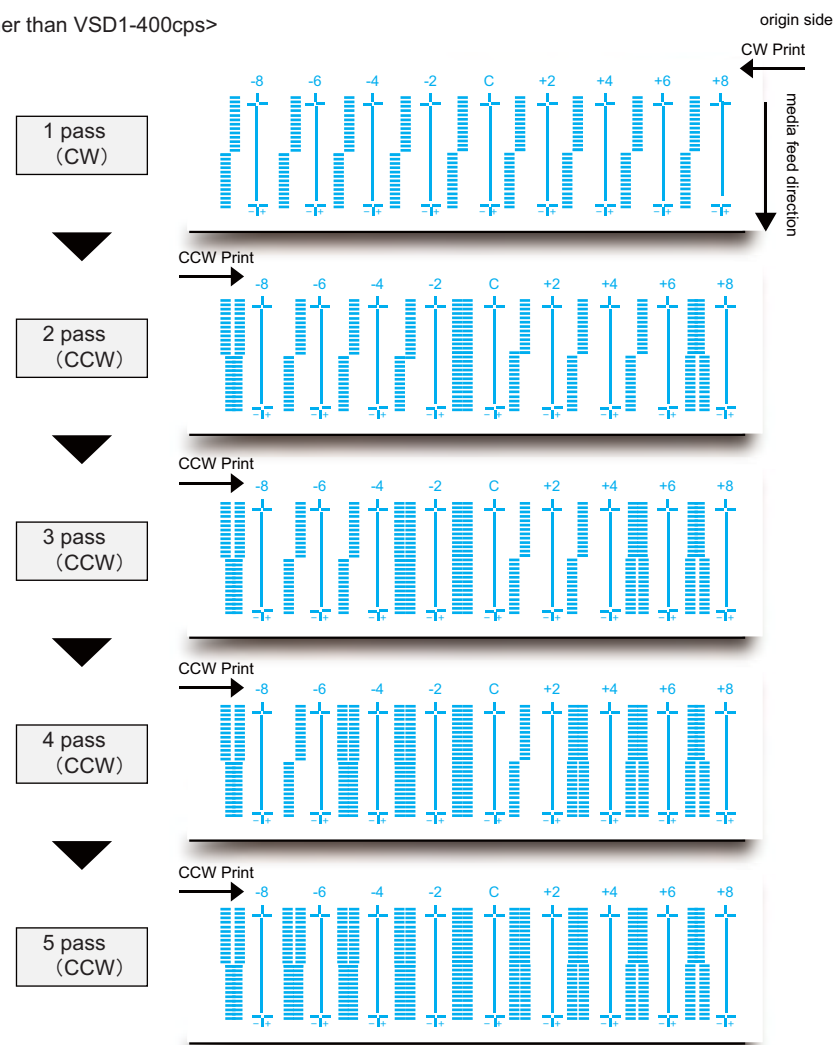 er than VSD1-400cps>
origin side
CW Print
-8 -6 -4 -2 C +2 +4 +6 +8
1 pass
（CW）
media feed direction
－ + － + － + － + － + － + － + － + － +
CCW Print
-8 -6 -4 -2 C +2 +4 +6 +8
2 pass
（CCW）
－ + － + － + － + － + － + － + － + － +
CCW Print
-8 -6 -4 -2 C +2 +4 +6 +8
3 pass
（CCW）
－ + － + － + － + － + － + － + － + － +
CCW Print
-8 -6 -4 -2 C +2 +4 +6 +8
4 pass
（CCW）
－ + － + － + － + － + － + － + － + － +
CCW Print
-8 -6 -4 -2 C +2 +4 +6 +8
5 pass
（CCW）
－ + － + － + － + － + － + － + － + － +